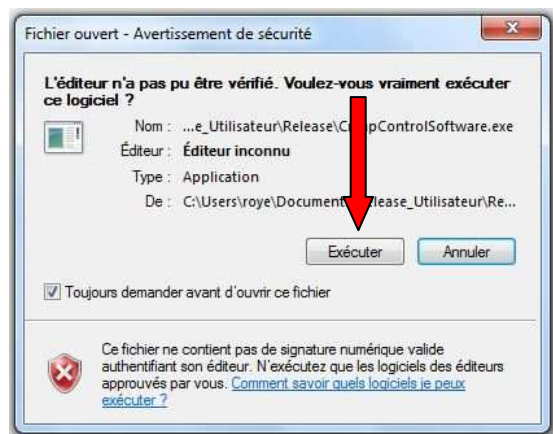 Fichier ouvert - Avertissement de sécurité
L'éditeur n'a pas pu être vérifié. Voulez-vous vraiment exécuter
ce logiciel ?
Nom : ...e_Utilisateur\Release\C mpControlSoftware.exe
Éditeur : Éditeur inconnu
Type : Application
De : C:\Users\roye\Document elease_Utilisateur\Re...
Exécuter Annuler
Toujours demander avant d'ouvrir ce fichier
Ce fichier ne contient pas de signature numérique valide
authentifiant son éditeur. N'exécutez que les logiciels des éditeurs
approuvés par vous. Comment savoir quels logiciels je peux
exécuter ?